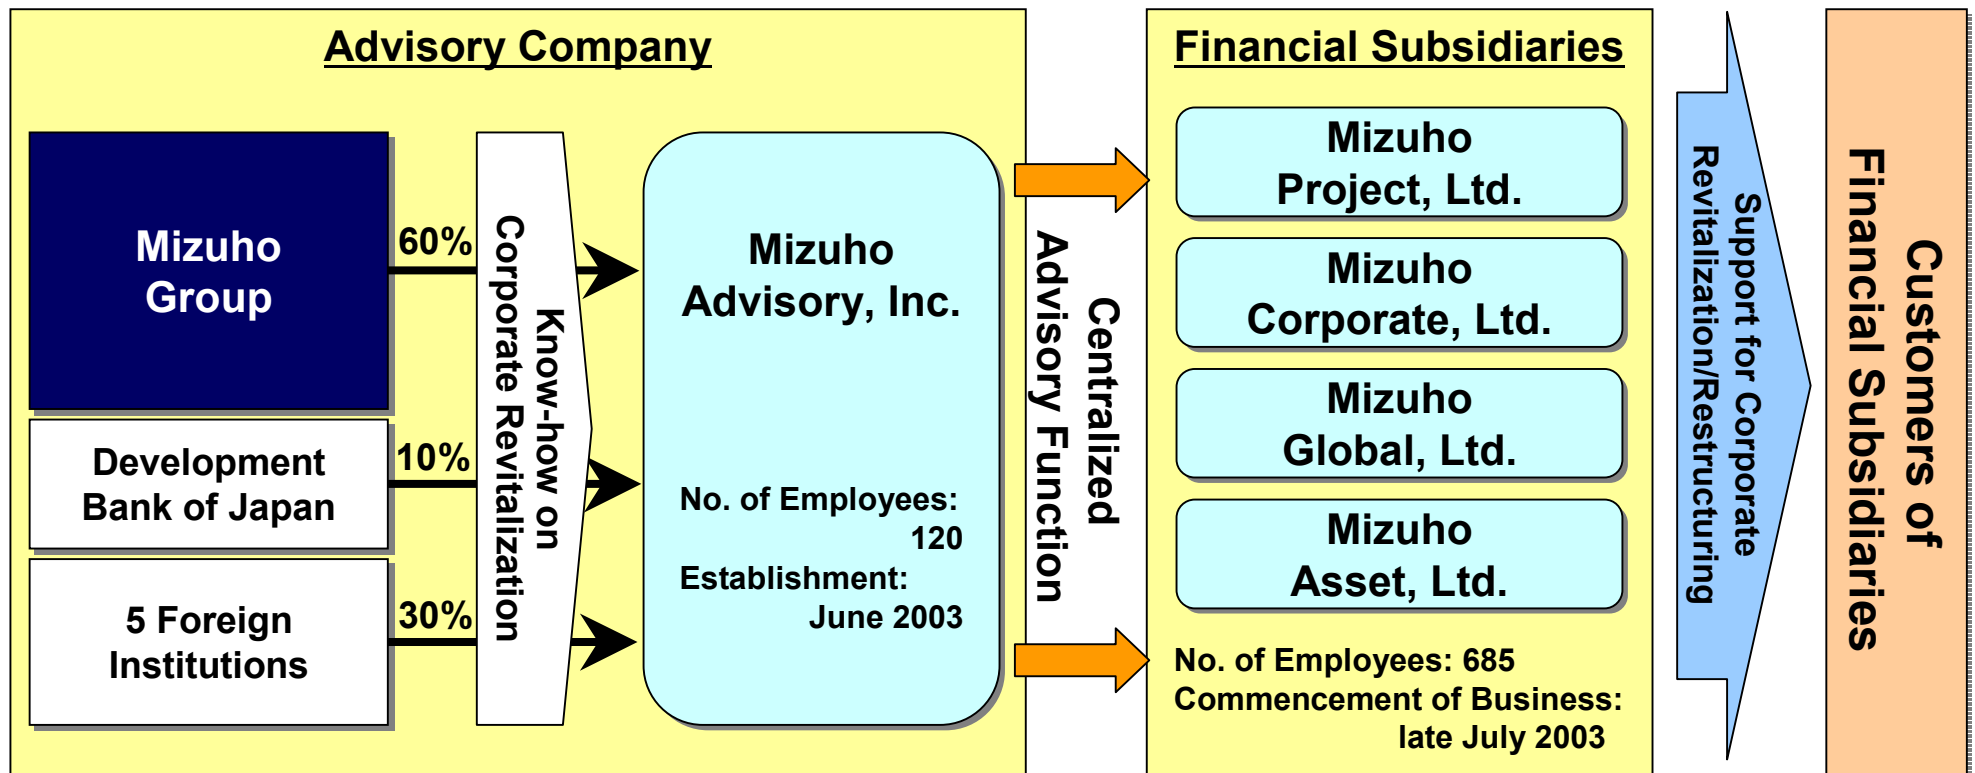 Advisory Company
Mizuho
Group
60%
Development
Bank of Japan
10%
5 Foreign
Institutions
30%
Know-how on
Corporate Revitalization
Mizuho
Advisory, Inc.
No. of Employees:
120
Establishment:
June 2003
Centralized
Advisory Function
Financial Subsidiaries
Mizuho
Project, Ltd.
Mizuho
Corporate, Ltd.
Mizuho
Global, Ltd.
Mizuho
Asset, Ltd.
No. of Employees: 685
Commencement of Business:
late July 2003
Support for Corporate
Revitalization/Restructuring
Customers of
Financial Subsidiaries